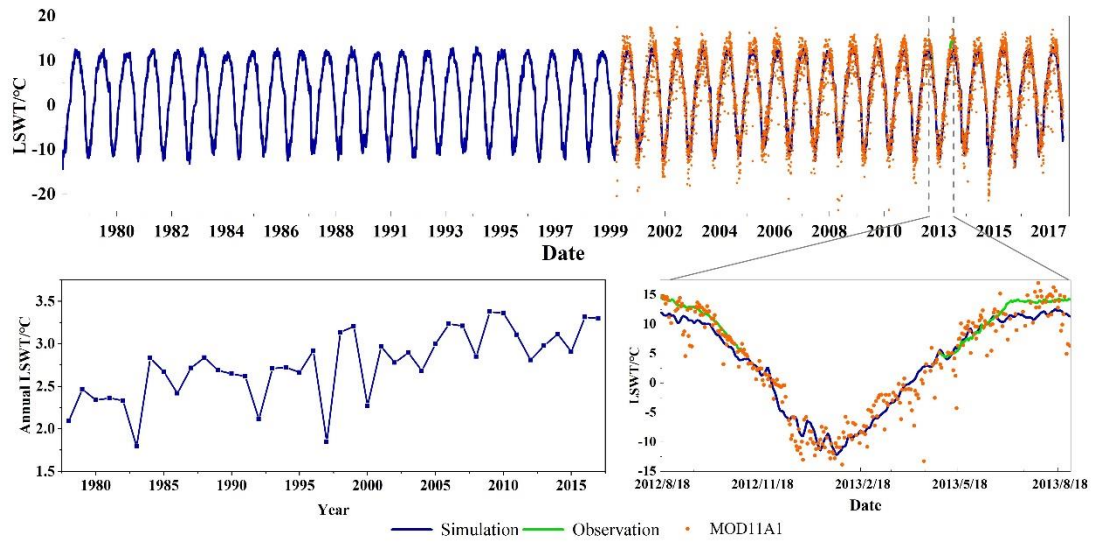 20
10
0
-10
-20
LSWT/°C
1980 1982 1984 1986 1988 1991 1993 1995 1997 1999 2002 2004 2006 2008 2010 2013 2015 2017
Date
3.5
3.0
2.5
2.0
1.5
Annual LSWT/°C
1980 1985 1990 1995 2000 2005 2010 2015
Year
15
10
5
0
-5
-10
-15
LSWT/°C
2012/8/18 2012/11/18 2013/2/18 2013/5/18 2013/8/18
Date
Simulation Observation MOD11A1